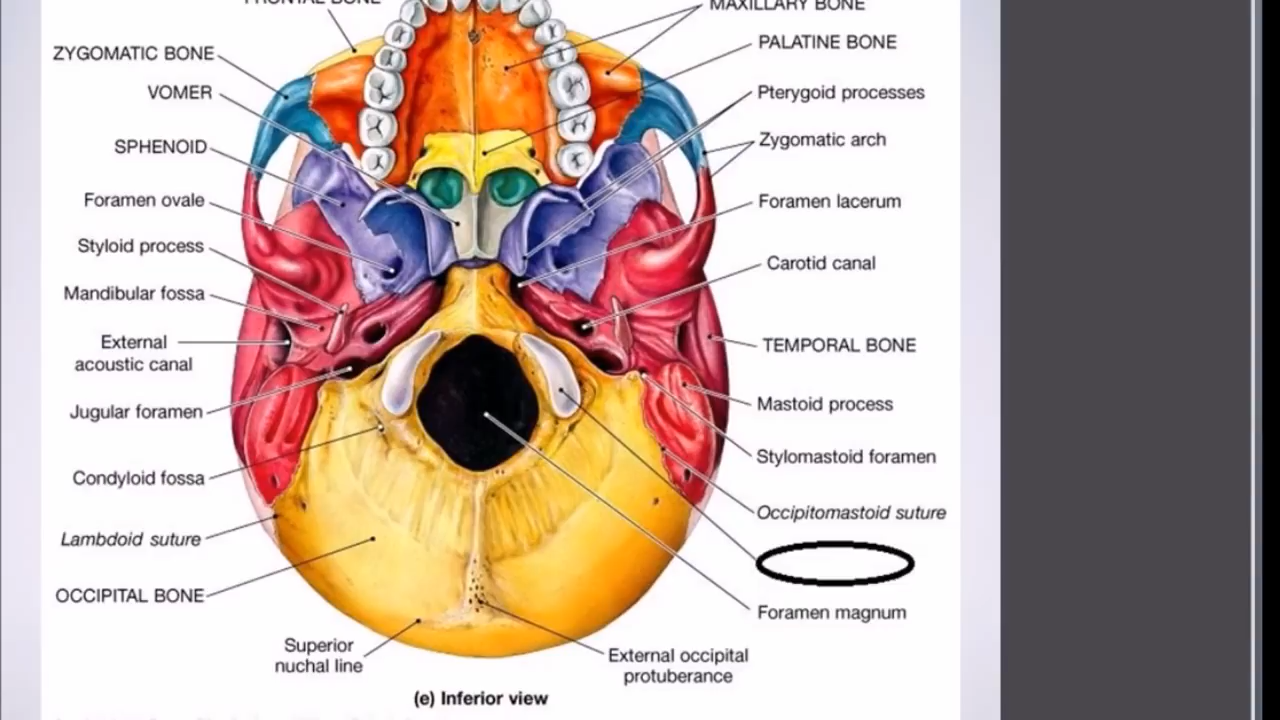 FRONTAL BONE
MAXILLARY BONE
ZYGOMATIC BONE
PALATINE BONE
VOMER
Pterygoid processes
SPHENOID
Zygomatic arch
Foramen ovale
Foramen lacerum
Styloid process
Carotid canal
Mandibular fossa
External
acoustic canal
TEMPORAL BONE
Jugular foramen
Mastoid process
Condyloid fossa
Stylomastoid foramen
Lambdoid suture
Occipitomastoid suture
OCCIPITAL BONE
Foramen magnum
Superior
nuchal line
External occipital
protuberance
(e) Inferior view